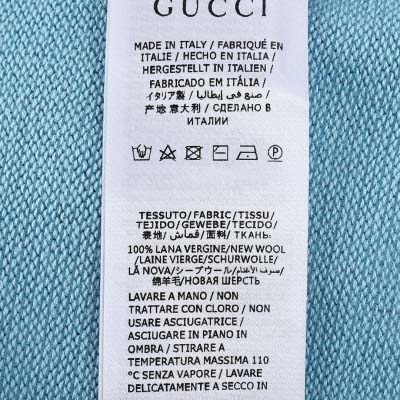 GUCCI
MADE IN ITALY / FABRIQUÉ EN
ITALIE / HECHO EN ITALIA /
HERGESTELLT IN ITALIEN /
FABRICADO EM ITÁLIA /
イタリア製 / صنع في إيطاليا /
产地 意大利 / СДЕЛАНО В
ИТАЛИИ
TESSUTO/FABRIC/TISSU/
TEJIDO/GEWEBE/TECIDO/
表地/قماش/面料/ТКАНЬ:
100% LANA VERGINE/NEW WOOL
/LAINE VIERGE/SCHURWOLLE/
LÃ NOVA/シープウール/صوف الأغنام/
绵羊毛/НОВАЯ ШЕРСТЬ
LAVARE A MANO / NON
TRATTARE CON CLORO / NON
USARE ASCIUGATRICE /
ASCIUGARE IN PIANO IN
OMBRA / STIRARE A
TEMPERATURA MASSIMA 110
°C SENZA VAPORE / LAVARE
DELICATAMENTE A SECCO IN